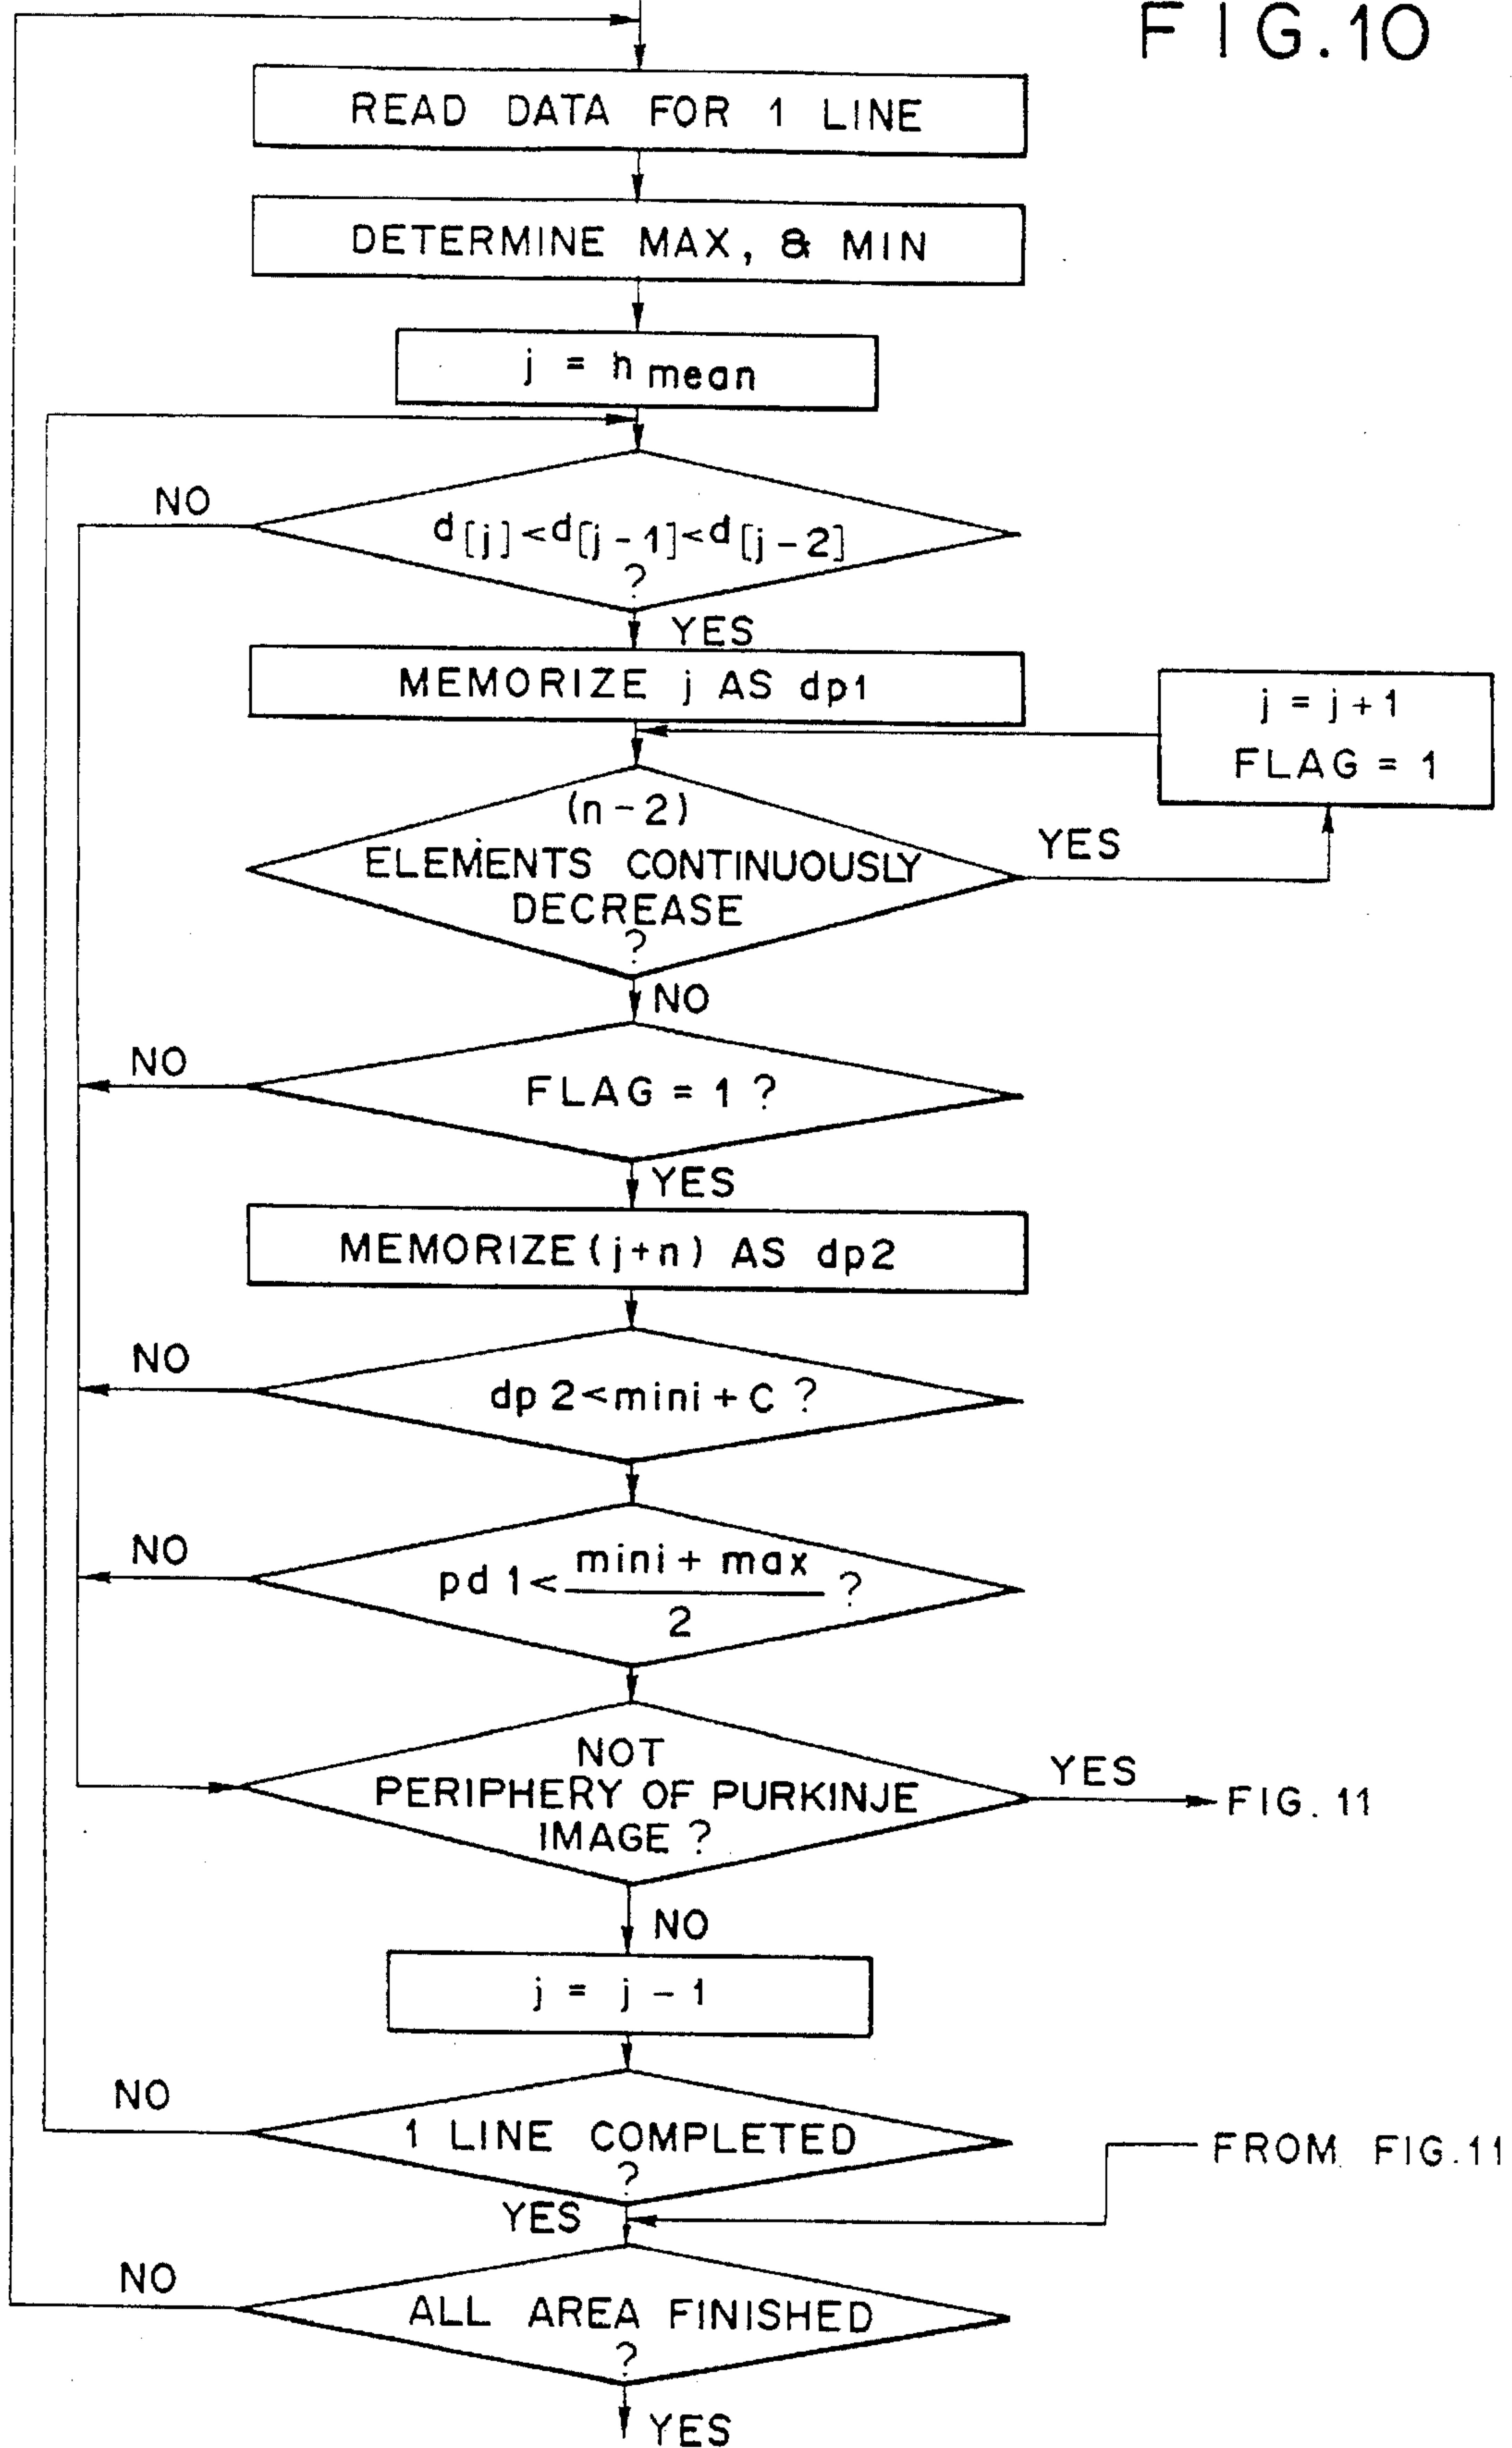 FIG.10
READ DATA FOR 1 LINE
DETERMINE MAX, & MIN
j = h mean
NO
d[j]<d[j-1]<d[j-2]
?
YES
MEMORIZE j AS dp1
j = j+1
FLAG = 1
(n-2)
ELEMENTS CONTINUOUSLY
DECREASE
?
YES
NO
NO
FLAG = 1 ?
YES
MEMORIZE (j+n) AS dp2
NO
dp 2<mini + C ?
NO
pd 1< mini + max
2
?
NOT
PERIPHERY OF PURKINJE
IMAGE ?
YES
FIG. 11
NO
j = j - 1
NO
1 LINE COMPLETED
?
FROM FIG.11
YES
NO
ALL AREA FINISHED
?
YES